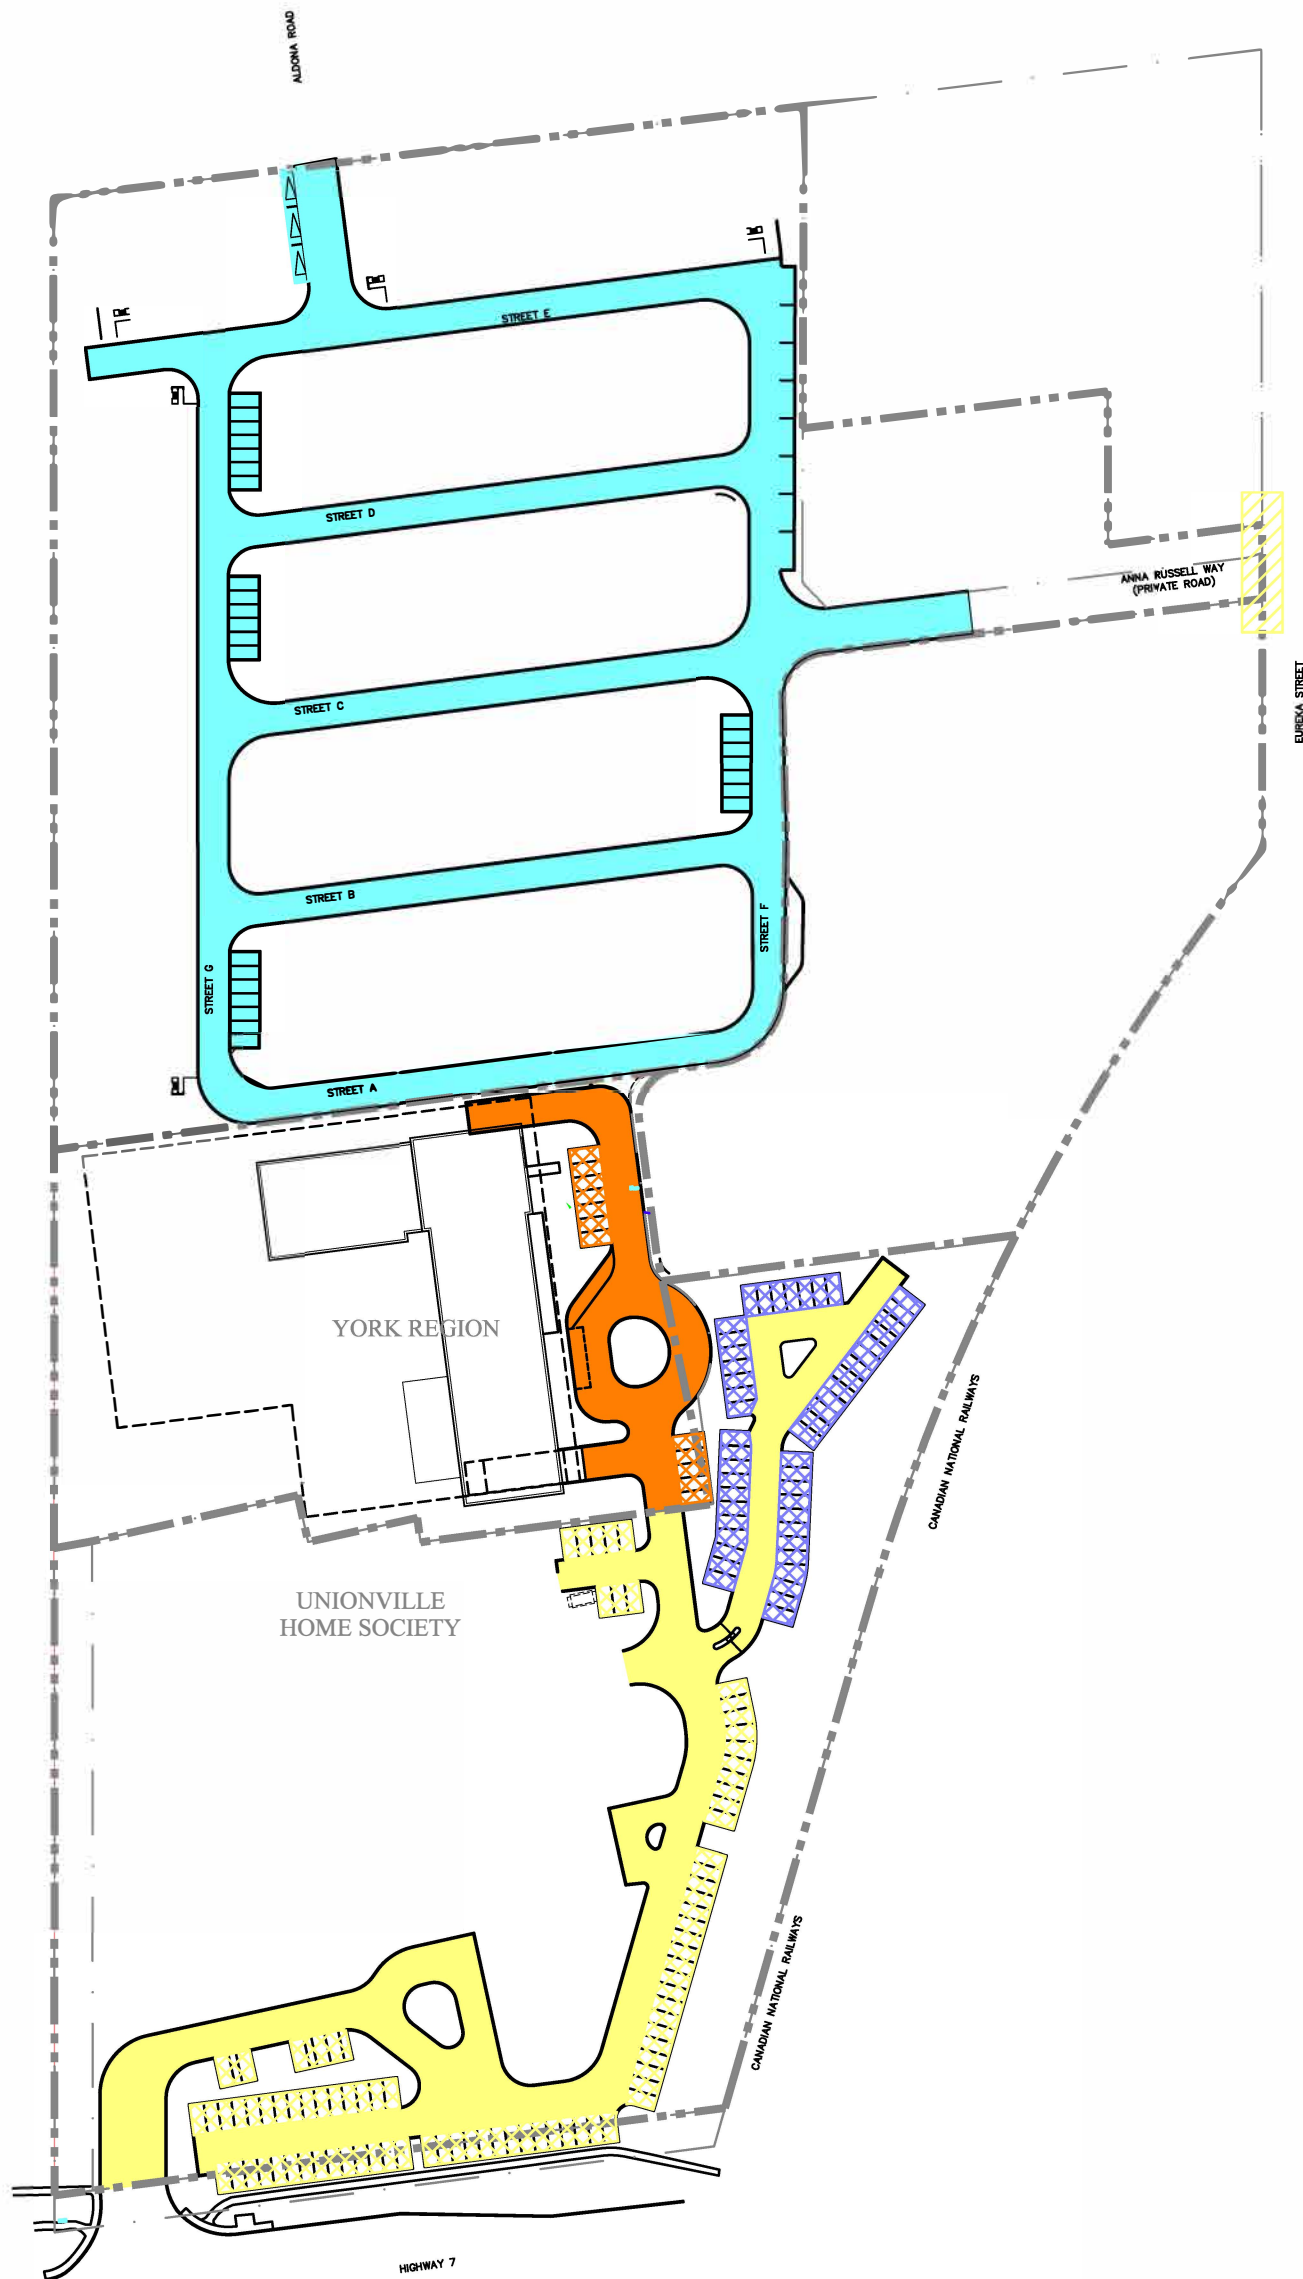 ALDONA ROAD
STREET E
STREET D
ANNA RUSSELL WAY
(PRIVATE ROAD)
EUREKA STREET
STREET C
STREET B
STREET F
STREET G
STREET A
YORK REGION
CANADIAN NATIONAL RAILWAYS
UNIONVILLE
HOME SOCIETY
CANADIAN NATIONAL RAILWAYS
HIGHWAY 7